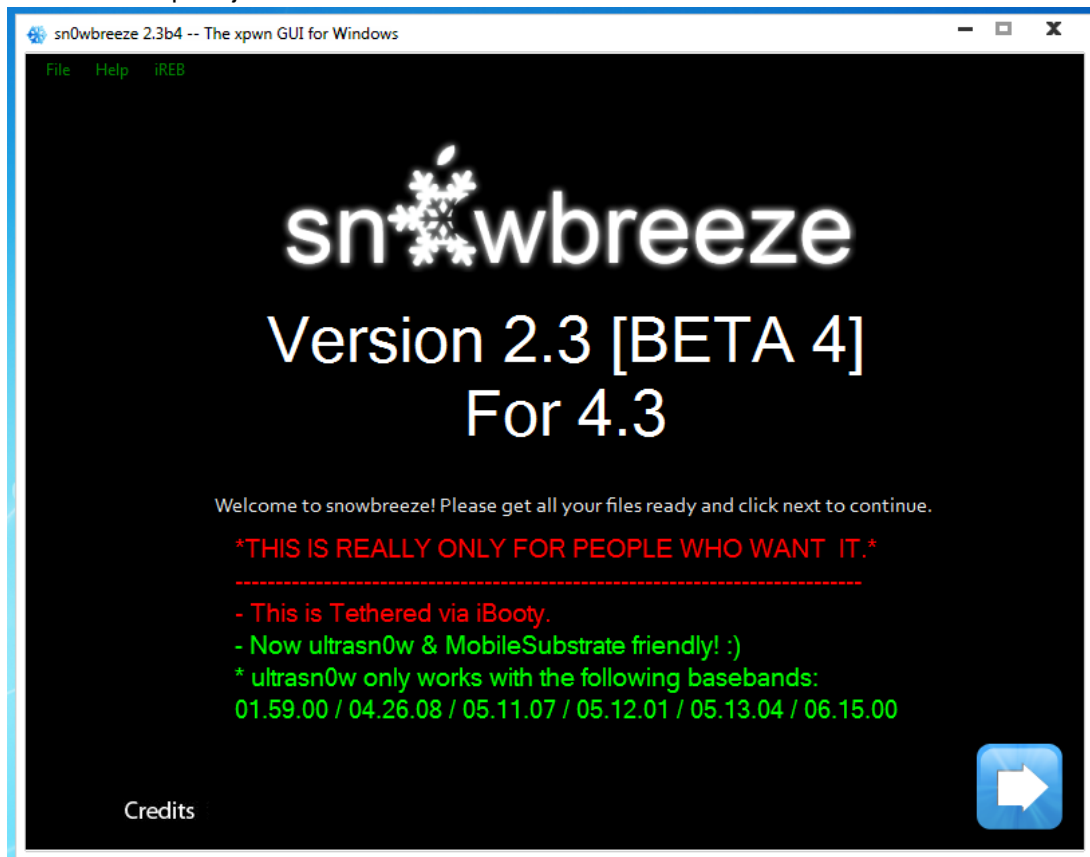 sn0wbreeze 2.3b4 -- The xpwn GUI for Windows
File Help iREB
sn0wbreeze
Version 2.3 [BETA 4]
For 4.3
Welcome to snowbreeze! Please get all your files ready and click next to continue.
*THIS IS REALLY ONLY FOR PEOPLE WHO WANT IT.*
------------------------------------------------------------------------------
- This is Tethered via iBooty.
- Now ultrasn0w & MobileSubstrate friendly! :)
* ultrasn0w only works with the following basebands:
01.59.00 / 04.26.08 / 05.11.07 / 05.12.01 / 05.13.04 / 06.15.00
Credits